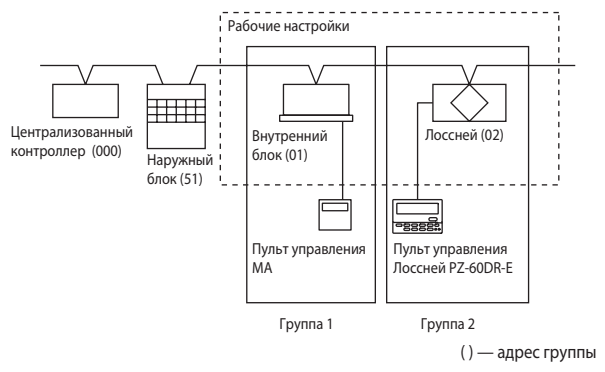 Рабочие настройки
Централизованный
контроллер (000)
Наружный
блок (51)
Внутренний
блок (01)
Лоссней (02)
Пульт управления
MA
Пульт управления
Лоссней PZ-60DR-E
Группа 1
Группа 2
( ) — адрес группы